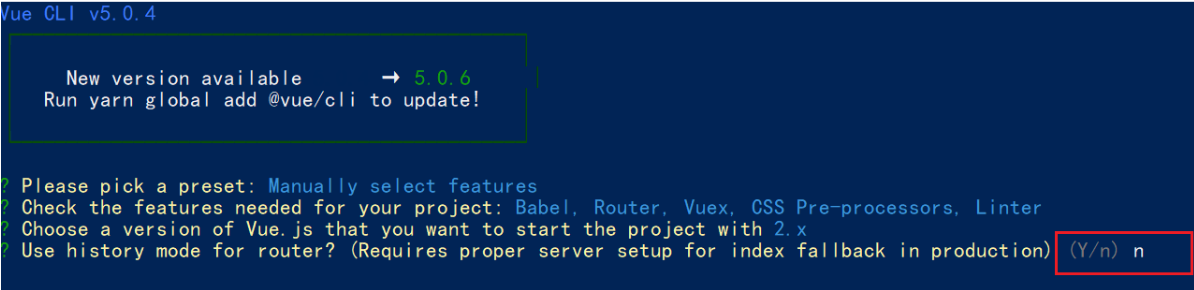 Vue CLI v5.0.4
New version available → 5.0.6
Run yarn global add @vue/cli to update!
? Please pick a preset: Manually select features
? Check the features needed for your project: Babel, Router, Vuex, CSS Pre-processors, Linter
? Choose a version of Vue.js that you want to start the project with 2.x
? Use history mode for router? (Requires proper server setup for index fallback in production) (Y/n) n